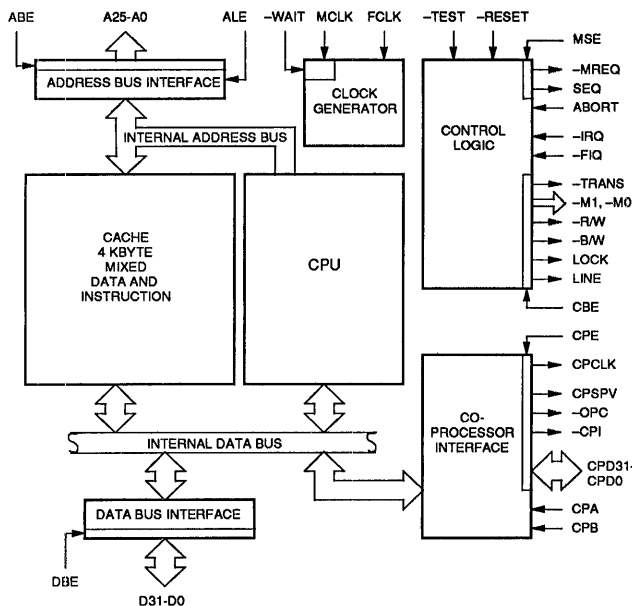 ABE
A25-A0
ALE
-WAIT
MCLK
FCLK
-TEST
-RESET
MSE
ADDRESS BUS INTERFACE
CLOCK
GENERATOR
INTERNAL ADDRESS BUS
CONTROL
LOGIC
-MREQ
SEQ
ABORT
-IRQ
-FIQ
-TRANS
-M1, -M0
-R/W
-B/W
LOCK
LINE
CBE
CACHE
4 KBYTE
MIXED
DATA AND
INSTRUCTION
CPU
CPE
CPCLK
CPSPV
-OPC
-CPI
CPD31-
CPD0
CPA
CPB
CO-
PROCESSOR
INTERFACE
INTERNAL DATA BUS
DATA BUS INTERFACE
DBE
D31-D0